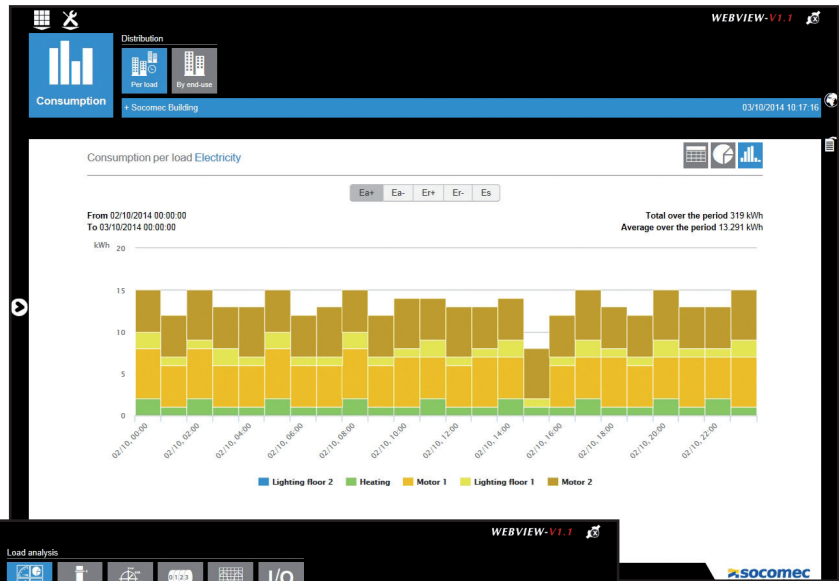 WEBVIEW-V1.1
Distribution
Per load
By end-use
Consumption
+ Socomec Building
03/10/2014 10:17:16
Consumption per load Electricity
Ea+ Ea- Er+ Er- Es
From 02/10/2014 00:00:00
To 03/10/2014 00:00:00
Total over the period 319 kWh
Average over the period 13.291 kWh
kWh
20
15
10
5
0
02/10, 00:00
02/10, 02:00
02/10, 04:00
02/10, 06:00
02/10, 08:00
02/10, 10:00
02/10, 12:00
02/10, 14:00
02/10, 16:00
02/10, 18:00
02/10, 20:00
02/10, 22:00
Lighting floor 2 Heating Motor 1 Lighting floor 1 Motor 2
WEBVIEW-V1.1
Load analysis
0123
I/O
socomec